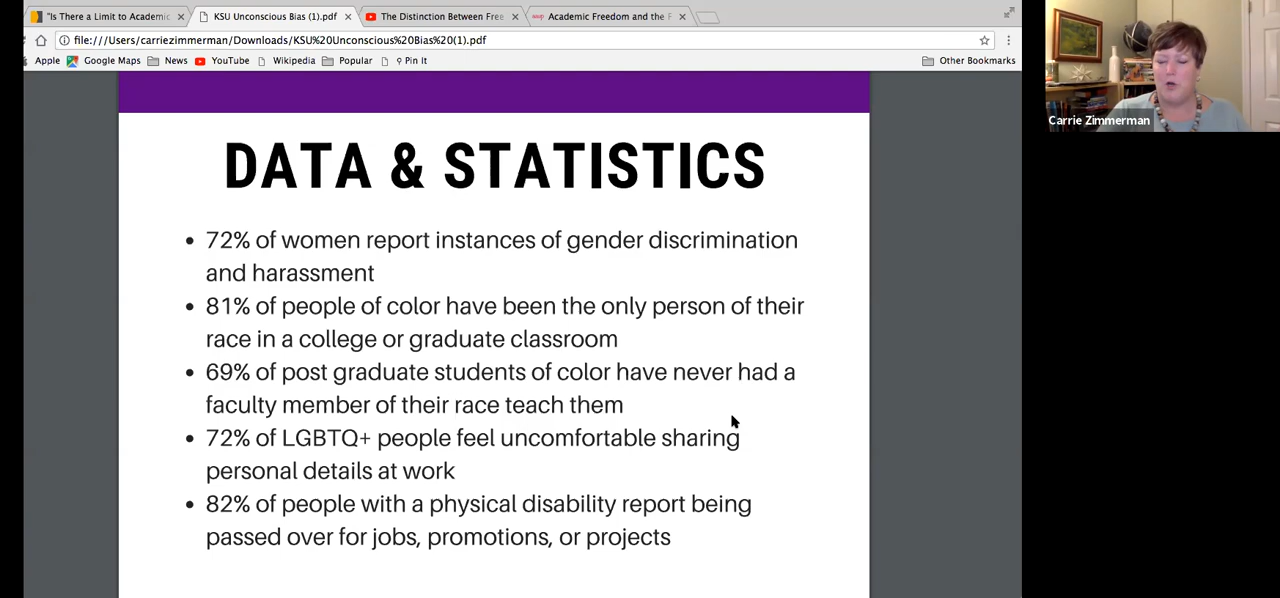 "Is There a Limit to Academic
KSU Unconscious Bias (1).pdf
The Distinction Between Free
aaup
Academic Freedom and the F
file:///Users/carriezimmerman/Downloads/KSU%20Unconscious%20Bias%20(1).pdf
Apple Google Maps News YouTube Wikipedia Popular Pin It Other Bookmarks
DATA & STATISTICS
• 72% of women report instances of gender discrimination
and harassment
• 81% of people of color have been the only person of their
race in a college or graduate classroom
• 69% of post graduate students of color have never had a
faculty member of their race teach them
• 72% of LGBTQ+ people feel uncomfortable sharing
personal details at work
• 82% of people with a physical disability report being
passed over for jobs, promotions, or projects
Carrie Zimmerman